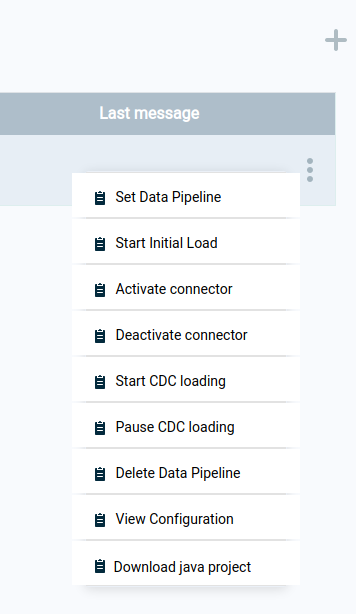 Last message
Set Data Pipeline
Start Initial Load
Activate connector
Deactivate connector
Start CDC loading
Pause CDC loading
Delete Data Pipeline
View Configuration
Download java project